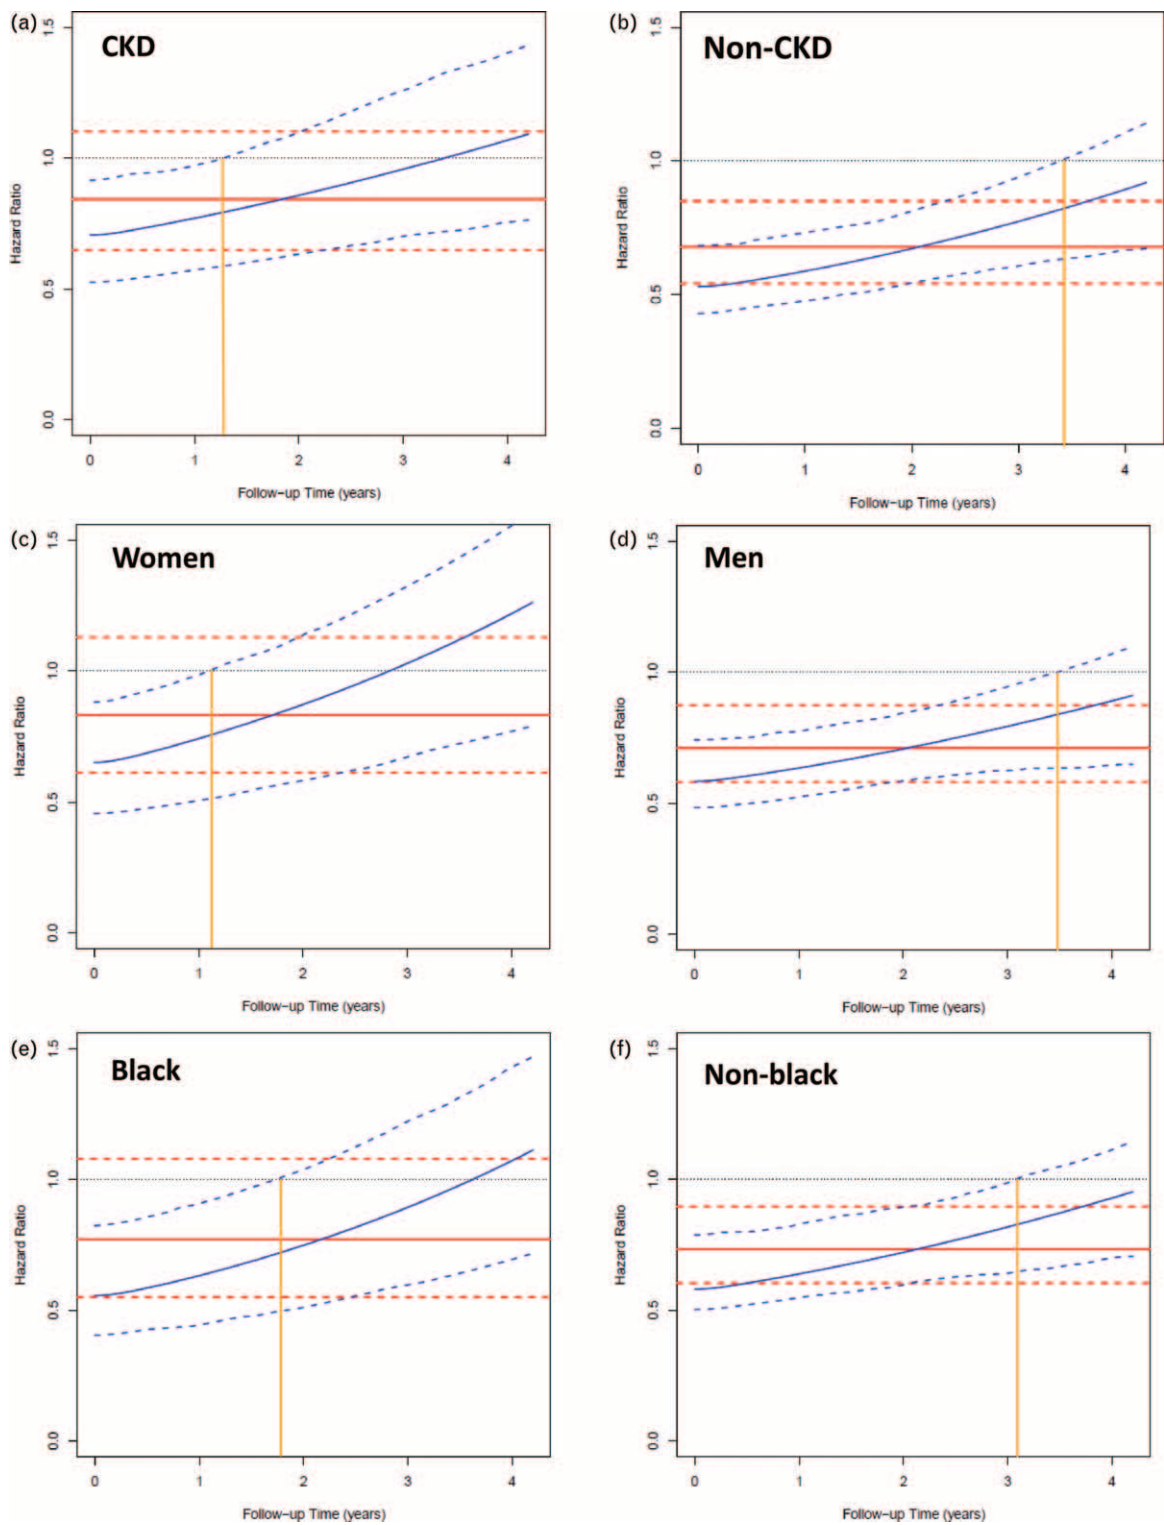 (a)
CKD
Hazard Ratio
0.0 0.5 1.0 1.5
0 1 2 3 4
Follow-up Time (years)
(b)
Non-CKD
Hazard Ratio
0.0 0.5 1.0 1.5
0 1 2 3 4
Follow-up Time (years)
(c)
Women
Hazard Ratio
0.0 0.5 1.0 1.5
0 1 2 3 4
Follow-up Time (years)
(d)
Men
Hazard Ratio
0.0 0.5 1.0 1.5
0 1 2 3 4
Follow-up Time (years)
(e)
Black
Hazard Ratio
0.0 0.5 1.0 1.5
0 1 2 3 4
Follow-up Time (years)
(f)
Non-black
Hazard Ratio
0.0 0.5 1.0 1.5
0 1 2 3 4
Follow-up Time (years)